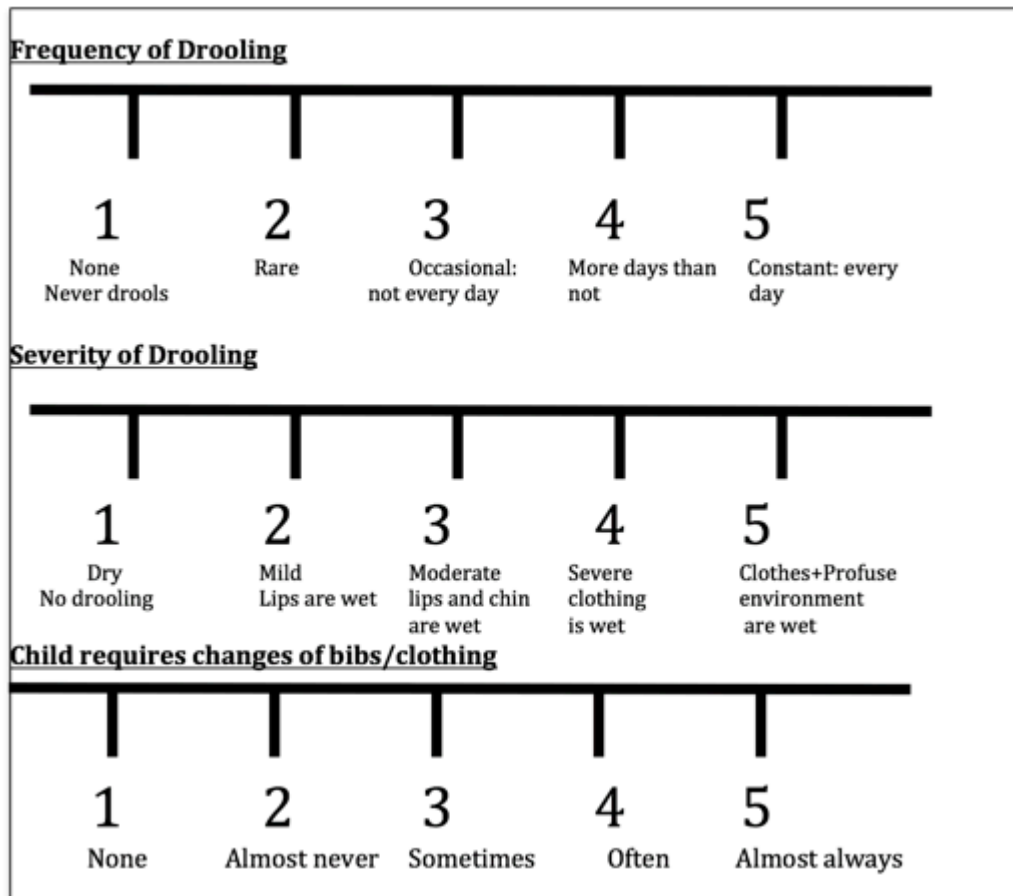 Frequency of Drooling
1 2 3 4 5
None Rare Occasional: More days than Constant: every
Never drools not every day not day
Severity of Drooling
1 2 3 4 5
Dry Mild Moderate Severe Clothes+Profuse
No drooling Lips are wet lips and chin clothing environment
are wet is wet are wet
Child requires changes of bibs/clothing
1 2 3 4 5
None Almost never Sometimes Often Almost always